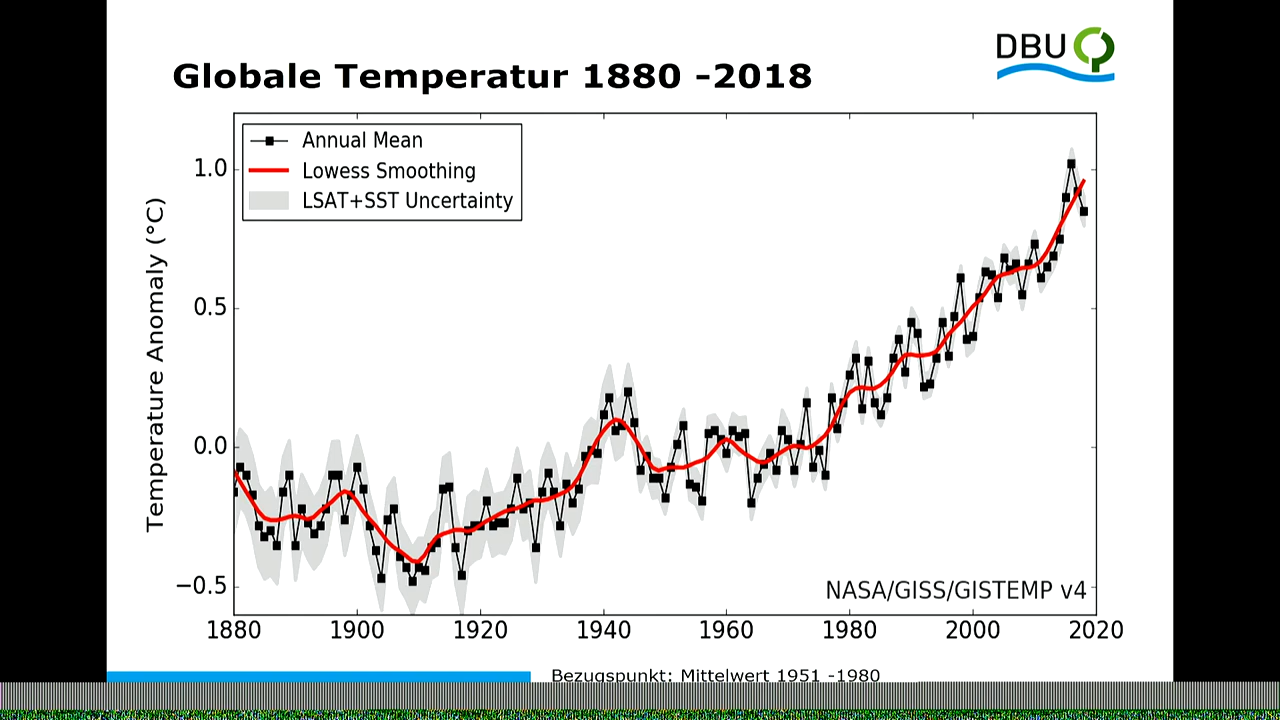 DBU
Globale Temperatur 1880 -2018
Annual Mean
Lowess Smoothing
LSAT+SST Uncertainty
Temperature Anomaly (°C)
1.0
0.5
0.0
−0.5
NASA/GISS/GISTEMP v4
1880 1900 1920 1940 1960 1980 2000 2020
Bezugspunkt: Mittelwert 1951 -1980